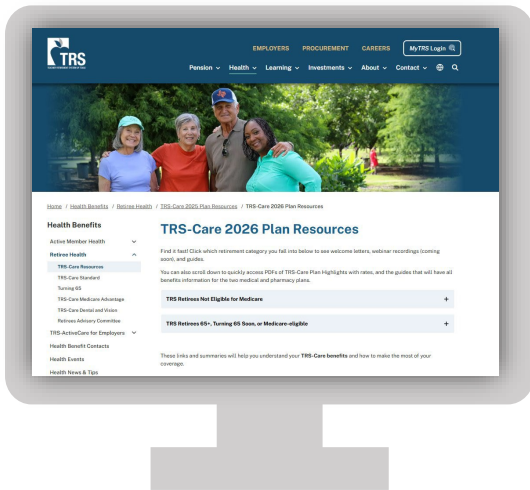 EMPLOYERS PROCUREMENT CAREERS MyTRS Login
TRS
Pension Health Learning Investments About Contact
Home / Health Benefits / Retiree Health / TRS-Care 2025 Plan Resources / TRS-Care 2026 Plan Resources
Health Benefits
Active Member Health
Retiree Health
TRS-Care Resources
TRS-Care Standard
Turning 65
TRS-Care Medicare Advantage
TRS-Care Dental and Vision
Retirees Advisory Committee
TRS-ActiveCare for Employers
Health Benefit Contacts
Health Events
Health News & Tips
TRS-Care 2026 Plan Resources
Find it fast! Click which retirement category you fall into below to see welcome letters, webinar recordings (coming
soon), and guides.
You can also scroll down to quickly access PDFs of TRS-Care Plan Highlights with rates, and the guides that will have all
benefits information for the two medical and pharmacy plans.
TRS Retirees Not Eligible for Medicare +
TRS Retirees 65+, Turning 65 Soon, or Medicare-eligible +
These links and summaries will help you understand your TRS-Care benefits and how to make the most of your
coverage.